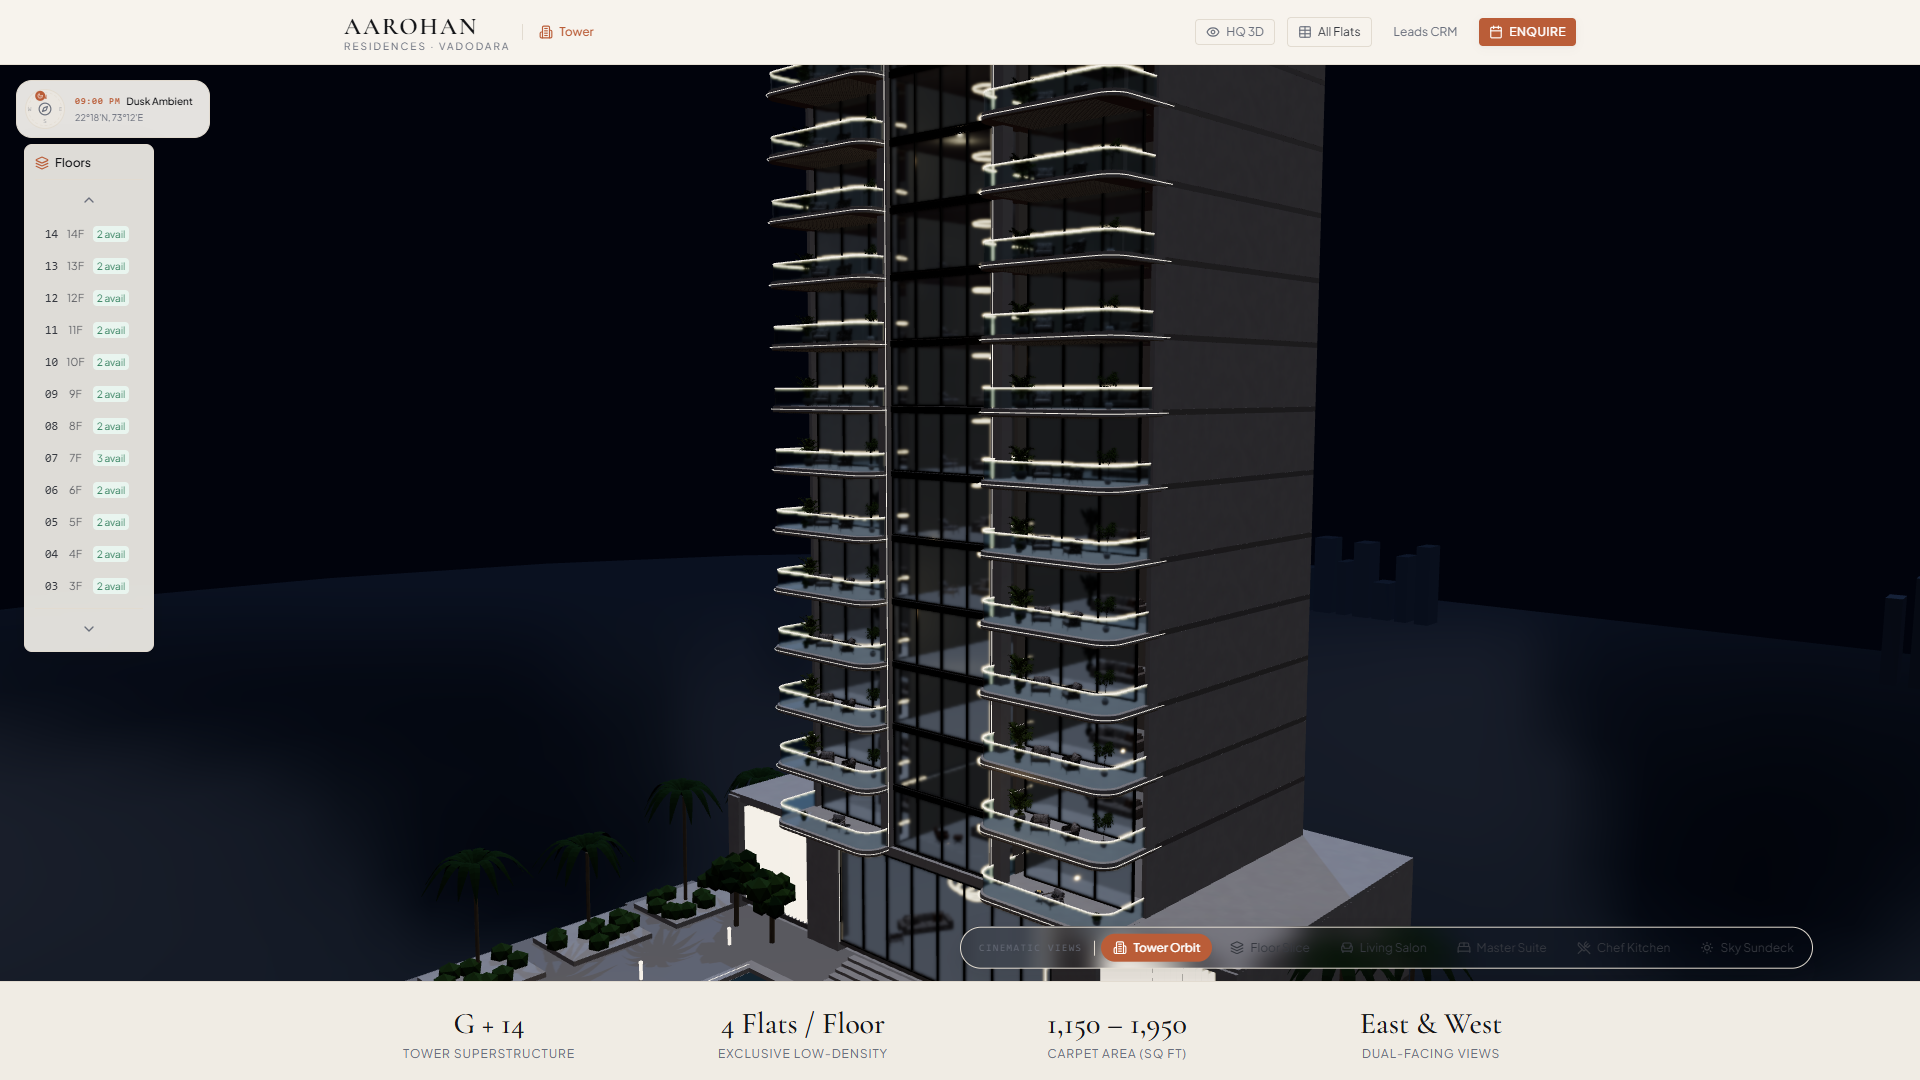 AAROHAN
RESIDENCES · VADODARA
Tower
HQ 3D
All Flats
Leads CRM
ENQUIRE
09:00 PM Dusk Ambient
22°18'N, 73°12'E
Floors
14 14F 2 avail
13 13F 2 avail
12 12F 2 avail
11 11F 2 avail
10 10F 2 avail
09 9F 2 avail
08 8F 2 avail
07 7F 3 avail
06 6F 2 avail
05 5F 2 avail
04 4F 2 avail
03 3F 2 avail
CINEMATIC VIEWS
Tower Orbit
Living Salon
Master Suite
Chef Kitchen
Sky Sundeck
G + 14
TOWER SUPERSTRUCTURE
4 Flats / Floor
EXCLUSIVE LOW-DENSITY
1,150 – 1,950
CARPET AREA (SQ FT)
East & West
DUAL-FACING VIEWS